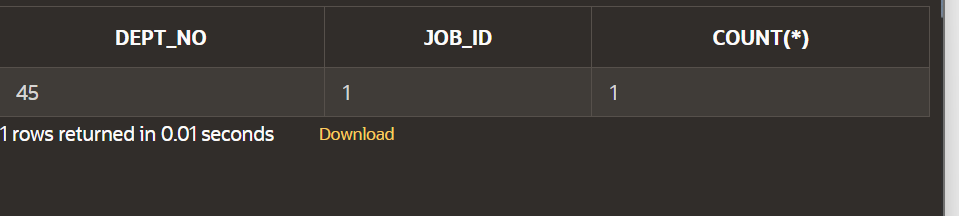 DEPT_NO JOB_ID COUNT(*)
45 1 1
1 rows returned in 0.01 seconds Download